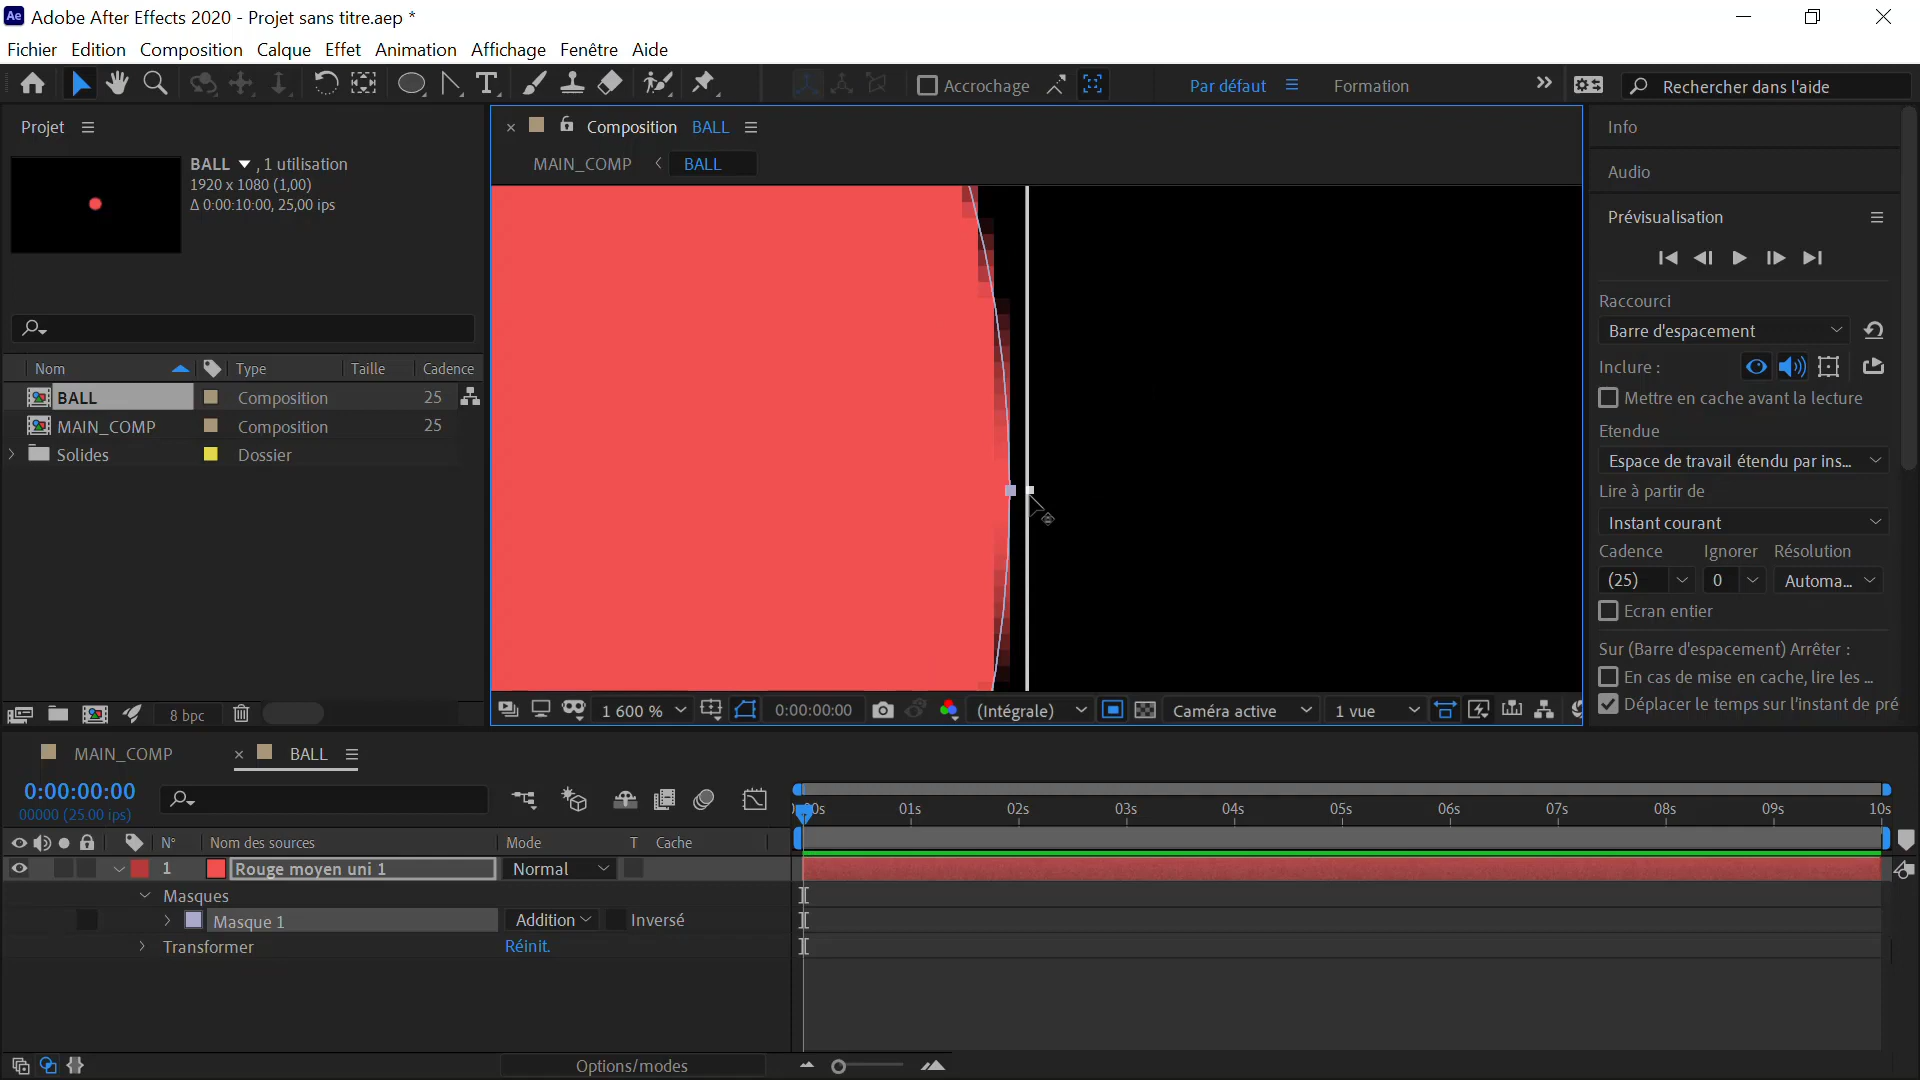 Ae Adobe After Effects 2020 - Projet sans titre.aep *
Fichier Edition Composition Calque Effet Animation Affichage Fenêtre Aide
T Accrochage Par défaut Formation Rechercher dans l'aide
Projet
BALL , 1 utilisation
1920 x 1080 (1,00)
Δ 0:00:10:00, 25,00 ips
Nom Type Taille Cadence
BALL Composition 25
MAIN_COMP Composition 25
Solides Dossier
8 bpc
Composition BALL
MAIN_COMP BALL
1 600 % 0:00:00:00 (Intégrale) Caméra active 1 vue
Info
Audio
Prévisualisation
Raccourci
Barre d'espacement
Inclure :
Mettre en cache avant la lecture
Etendue
Espace de travail étendu par ins...
Lire à partir de
Instant courant
Cadence Ignorer Résolution
(25) 0 Automa...
Ecran entier
Sur (Barre d'espacement) Arrêter :
En cas de mise en cache, lire les ...
Déplacer le temps sur l'instant de pré
MAIN_COMP BALL
0:00:00:00
00000 (25.00 ips)
00s 01s 02s 03s 04s 05s 06s 07s 08s 09s 10s
N° Nom des sources Mode T Cache
1 Rouge moyen uni 1 Normal
Masques
Masque 1 Addition Inversé
Transformer Réinit.
Options/modes